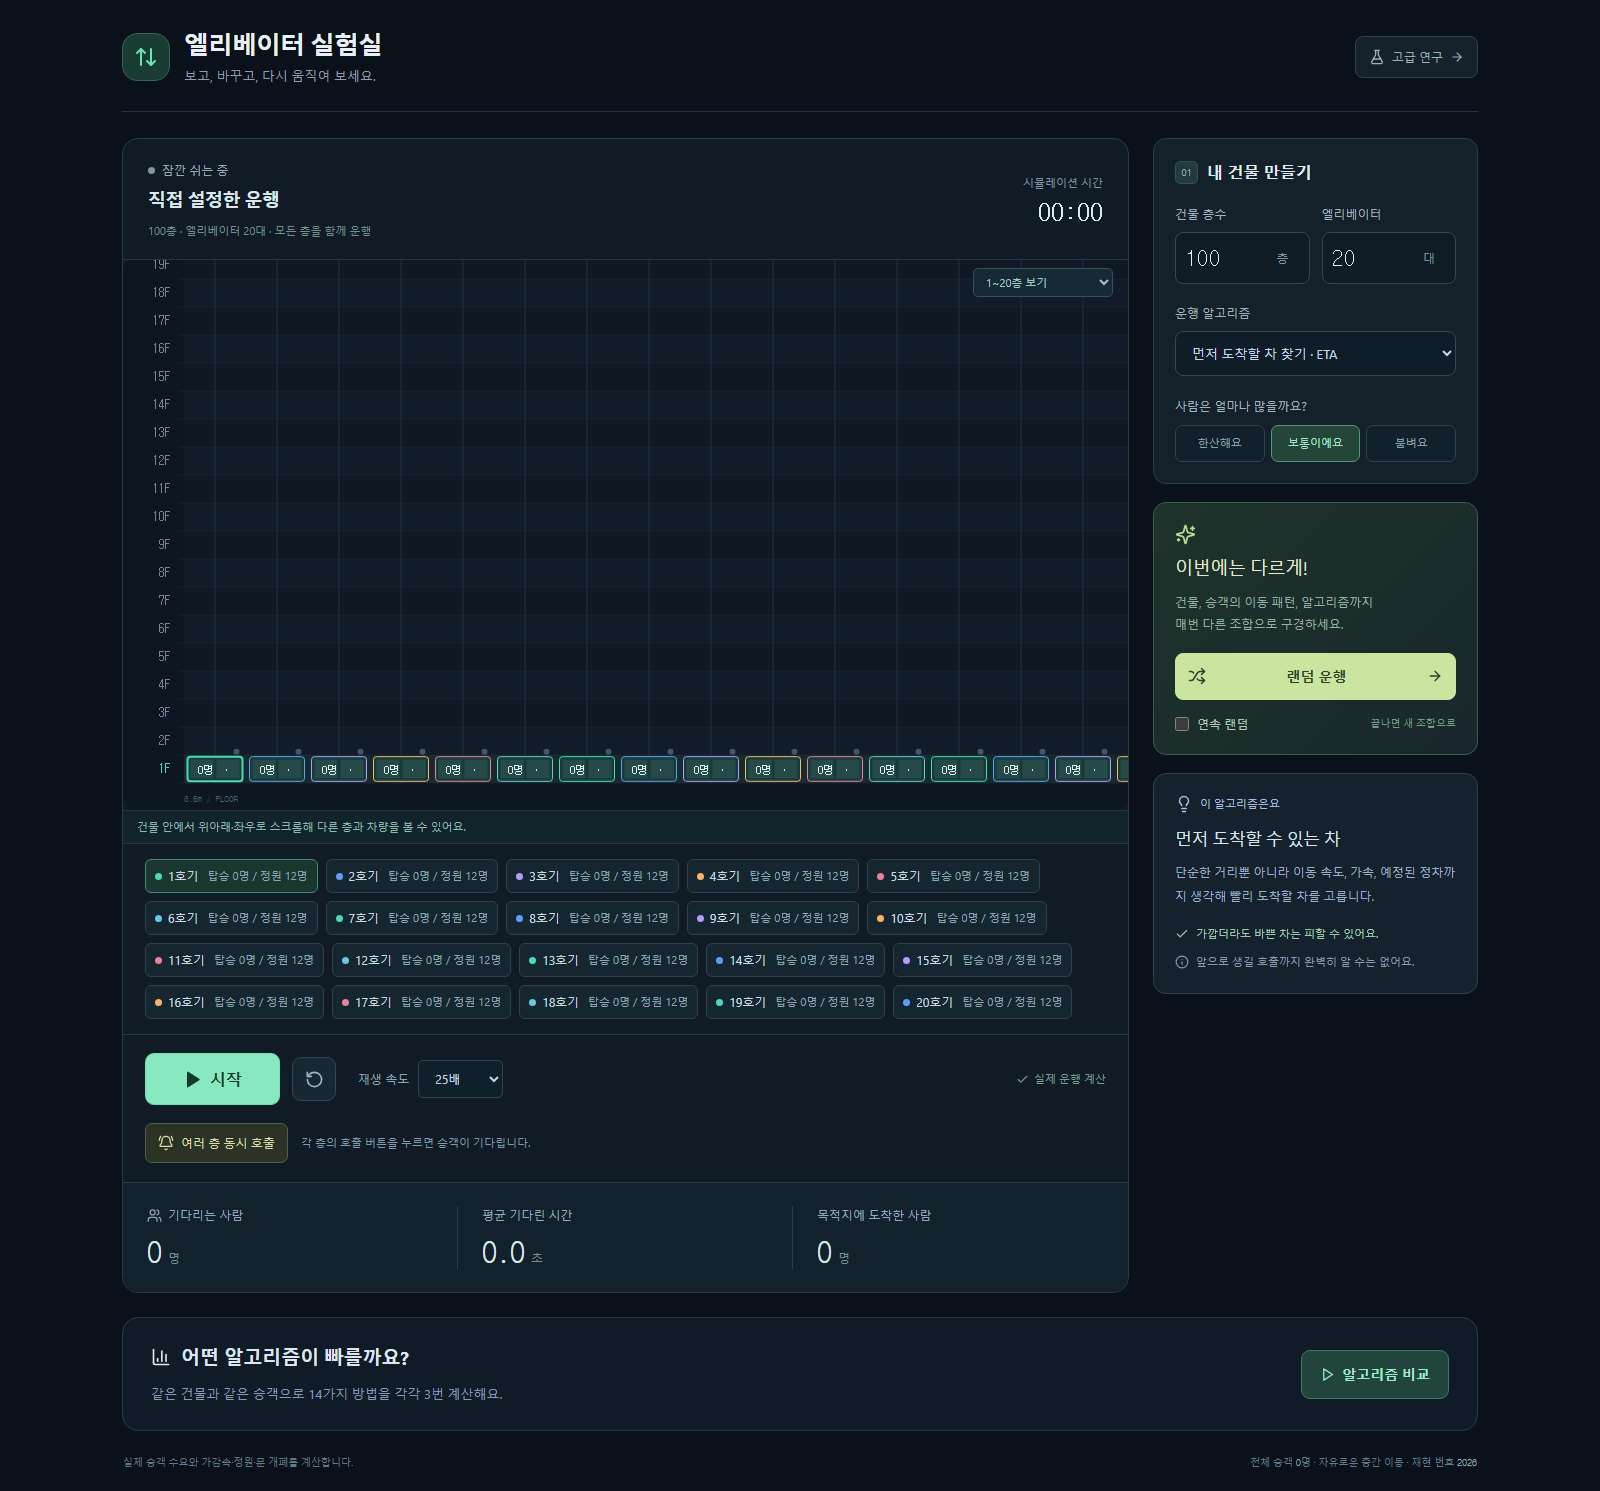 엘리베이터 실험실
보고, 바꾸고, 다시 움직여 보세요.
고급 연구
잠깐 쉬는 중
직접 설정한 운행
100층 · 엘리베이터 20대 · 모든 층을 함께 운행
시뮬레이션 시간
00:00
1~20층 보기
19F
18F
17F
16F
15F
14F
13F
12F
11F
10F
9F
8F
7F
6F
5F
4F
3F
2F
1F 0명 · 0명 · 0명 · 0명 · 0명 · 0명 · 0명 · 0명 · 0명 · 0명 · 0명 · 0명 · 0명 · 0명 · 0명 ·
3.5m / FLOOR
건물 안에서 위아래·좌우로 스크롤해 다른 층과 차량을 볼 수 있어요.
1호기 탑승 0명 / 정원 12명 2호기 탑승 0명 / 정원 12명 3호기 탑승 0명 / 정원 12명 4호기 탑승 0명 / 정원 12명 5호기 탑승 0명 / 정원 12명
6호기 탑승 0명 / 정원 12명 7호기 탑승 0명 / 정원 12명 8호기 탑승 0명 / 정원 12명 9호기 탑승 0명 / 정원 12명 10호기 탑승 0명 / 정원 12명
11호기 탑승 0명 / 정원 12명 12호기 탑승 0명 / 정원 12명 13호기 탑승 0명 / 정원 12명 14호기 탑승 0명 / 정원 12명 15호기 탑승 0명 / 정원 12명
16호기 탑승 0명 / 정원 12명 17호기 탑승 0명 / 정원 12명 18호기 탑승 0명 / 정원 12명 19호기 탑승 0명 / 정원 12명 20호기 탑승 0명 / 정원 12명
시작 재생 속도 25배 실제 운행 계산
여러 층 동시 호출 각 층의 호출 버튼을 누르면 승객이 기다립니다.
기다리는 사람 평균 기다린 시간 목적지에 도착한 사람
0 명 0.0 초 0 명
01 내 건물 만들기
건물 층수 엘리베이터
100 층 20 대
운행 알고리즘
먼저 도착할 차 찾기 · ETA
사람은 얼마나 많을까요?
한산해요 보통이에요 붐벼요
이번에는 다르게!
건물, 승객의 이동 패턴, 알고리즘까지
매번 다른 조합으로 구경하세요.
랜덤 운행
연속 랜덤 끝나면 새 조합으로
이 알고리즘은요
먼저 도착할 수 있는 차
단순한 거리뿐 아니라 이동 속도, 가속, 예정된 정차까
지 생각해 빨리 도착할 차를 고릅니다.
가깝더라도 바쁜 차는 피할 수 있어요.
앞으로 생길 호출까지 완벽히 알 수는 없어요.
어떤 알고리즘이 빠를까요?
같은 건물과 같은 승객으로 14가지 방법을 각각 3번 계산해요.
알고리즘 비교
실제 승객 수요와 가감속·정원·문 개폐를 계산합니다.
전체 승객 0명 · 자유로운 중간 이동 · 재현 번호 2026